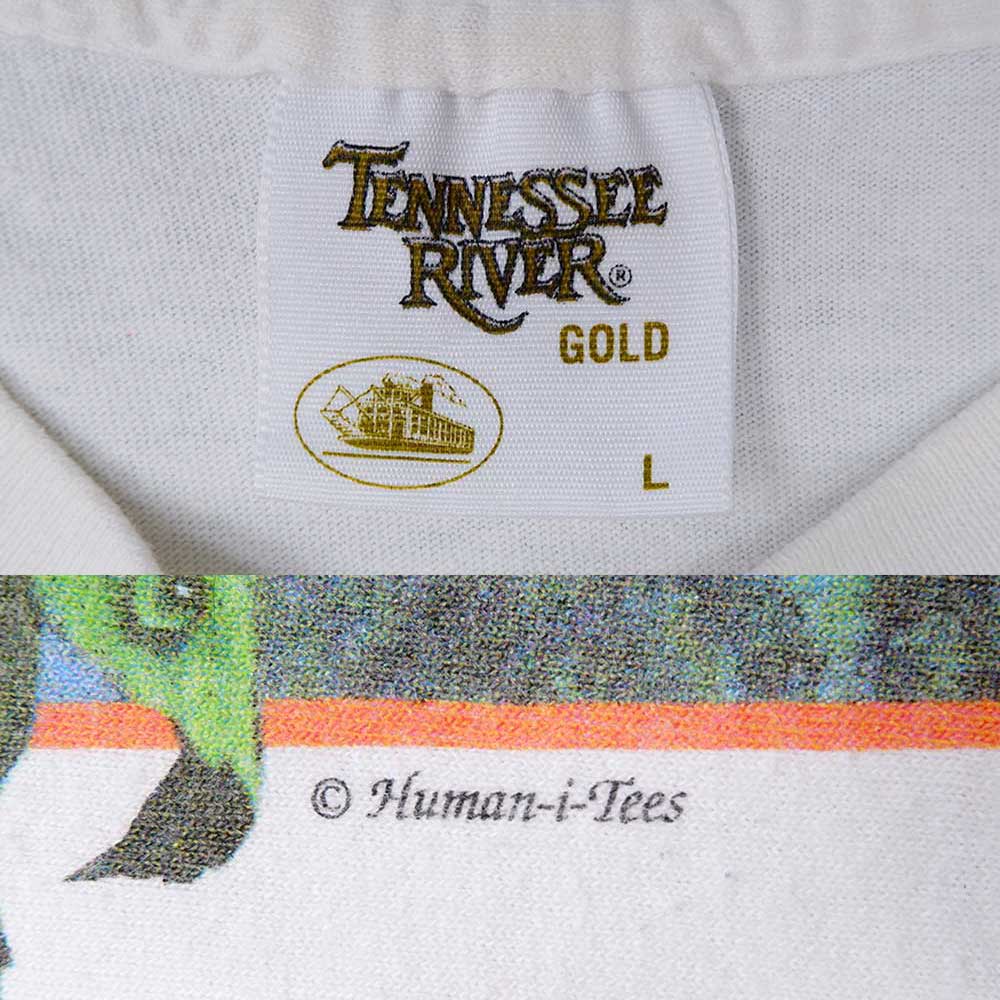 TENNESSEE
RIVER®
GOLD
L
© Human-i-Tees